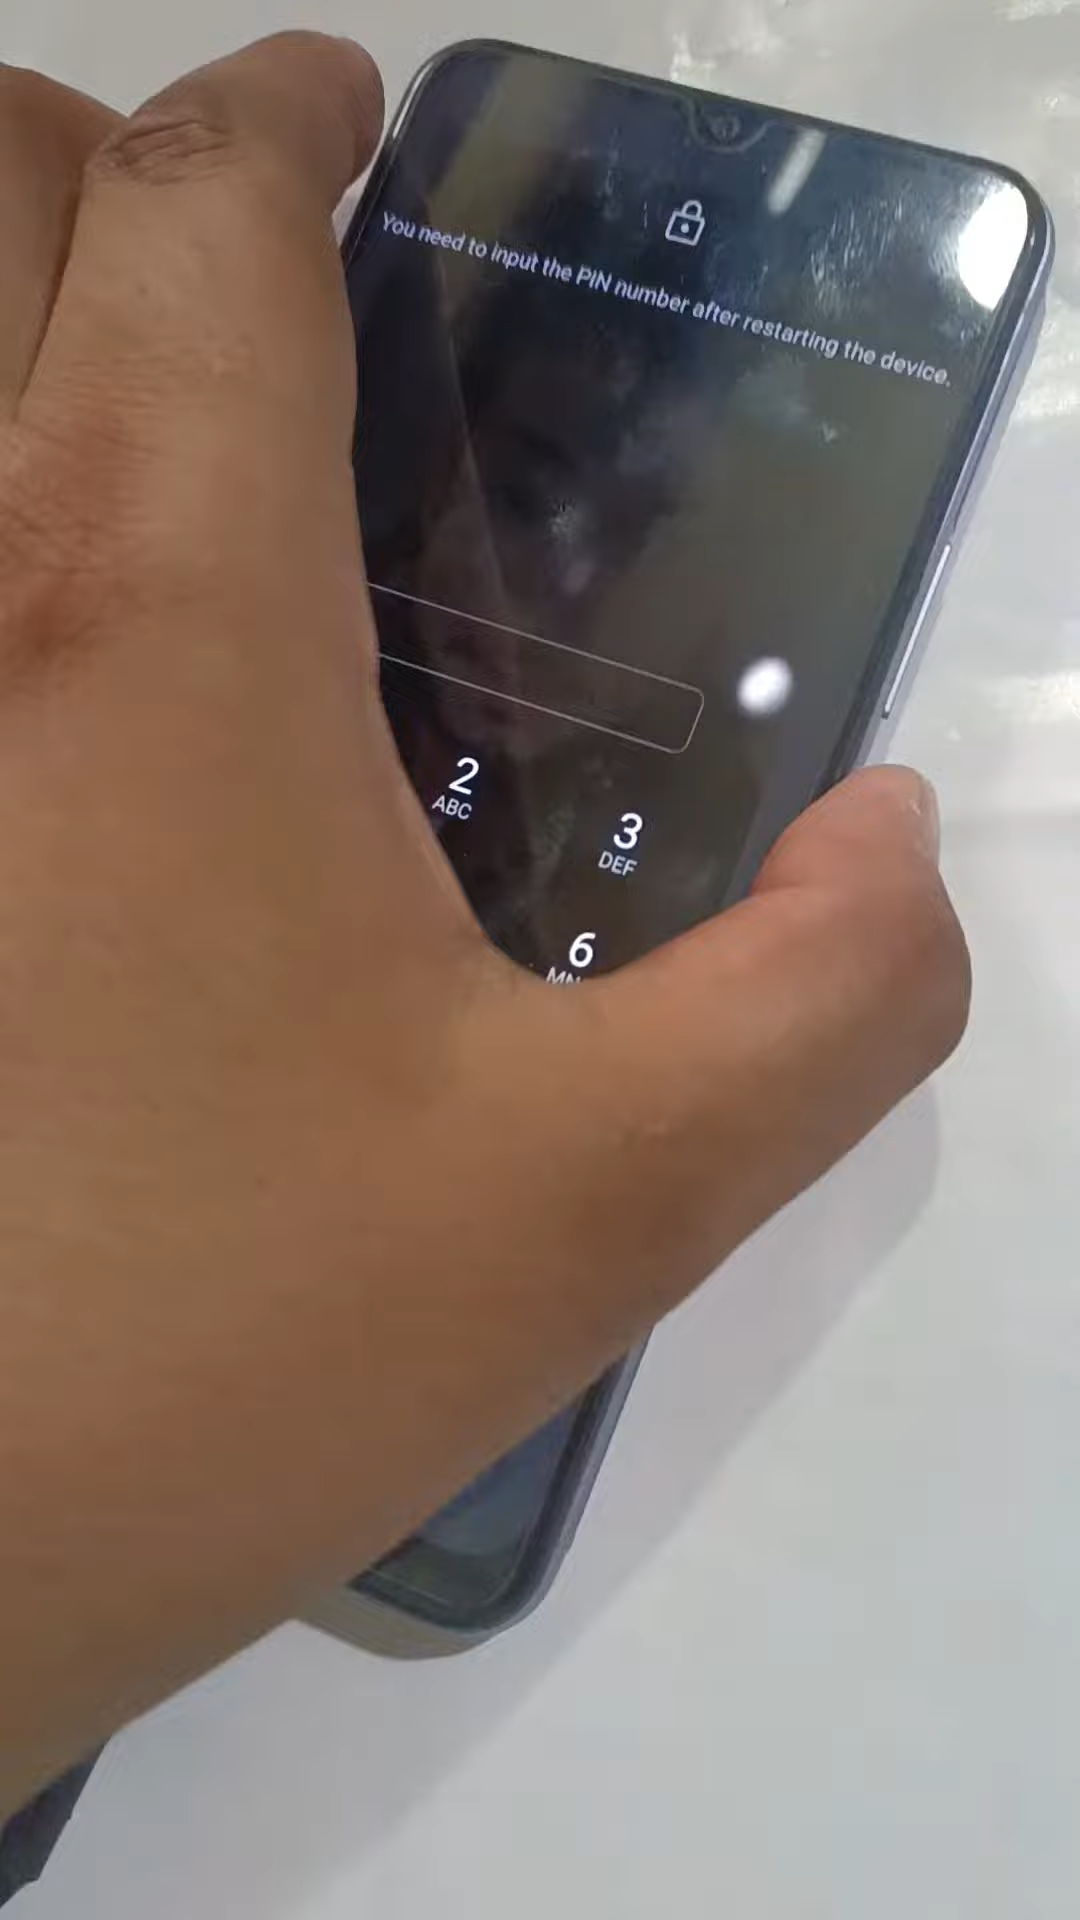 You need to input the PIN number after restarting the device.
2
ABC
3
DEF
6